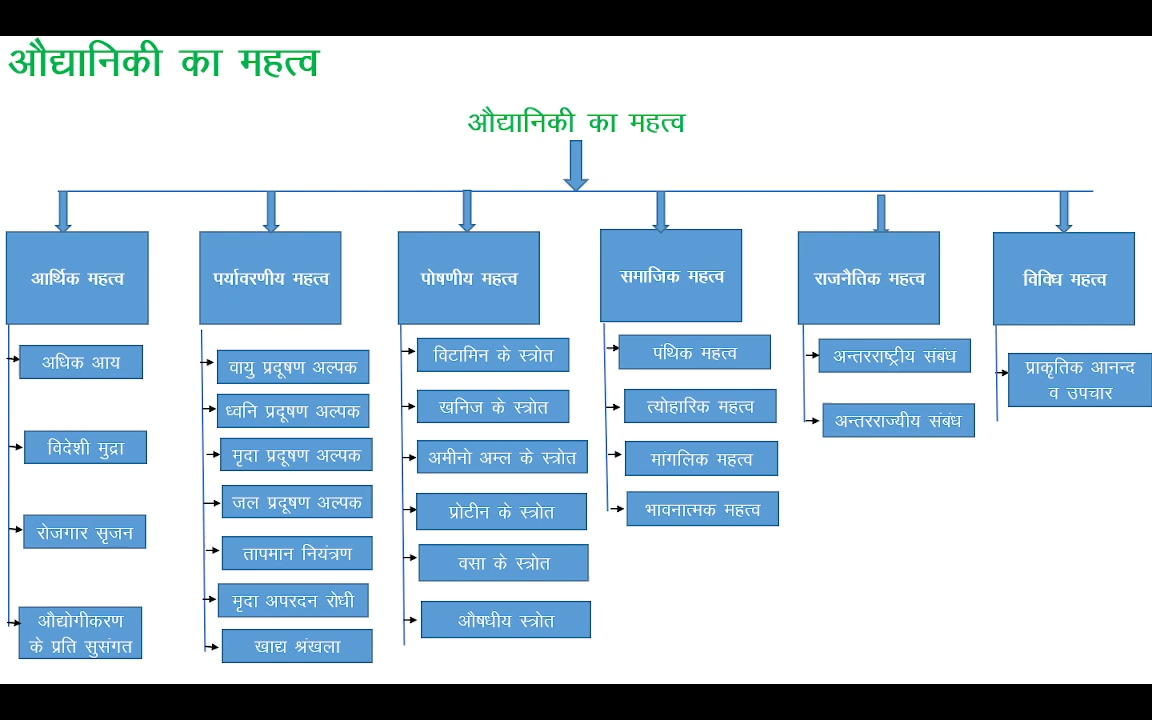 औद्यानिकी का महत्व
औद्यानिकी का महत्व
आर्थिक महत्व
अधिक आय
विदेशी मुद्रा
रोजगार सृजन
औद्योगीकरण
के प्रति सुसंगत
पर्यावरणीय महत्व
वायु प्रदूषण अल्पक
ध्वनि प्रदूषण अल्पक
मृदा प्रदूषण अल्पक
जल प्रदूषण अल्पक
तापमान नियंत्रण
मृदा अपरदन रोधी
खाद्य श्रंखला
पोषणीय महत्व
विटामिन के स्त्रोत
खनिज के स्त्रोत
अमीनो अम्ल के स्त्रोत
प्रोटीन के स्त्रोत
वसा के स्त्रोत
औषधीय स्त्रोत
समाजिक महत्व
पंथिक महत्व
त्योहारिक महत्व
मांगलिक महत्व
भावनात्मक महत्व
राजनैतिक महत्व
अन्तरराष्ट्रीय संबंध
अन्तरराज्यीय संबंध
विविध महत्व
प्राकृतिक आनन्द
व उपचार